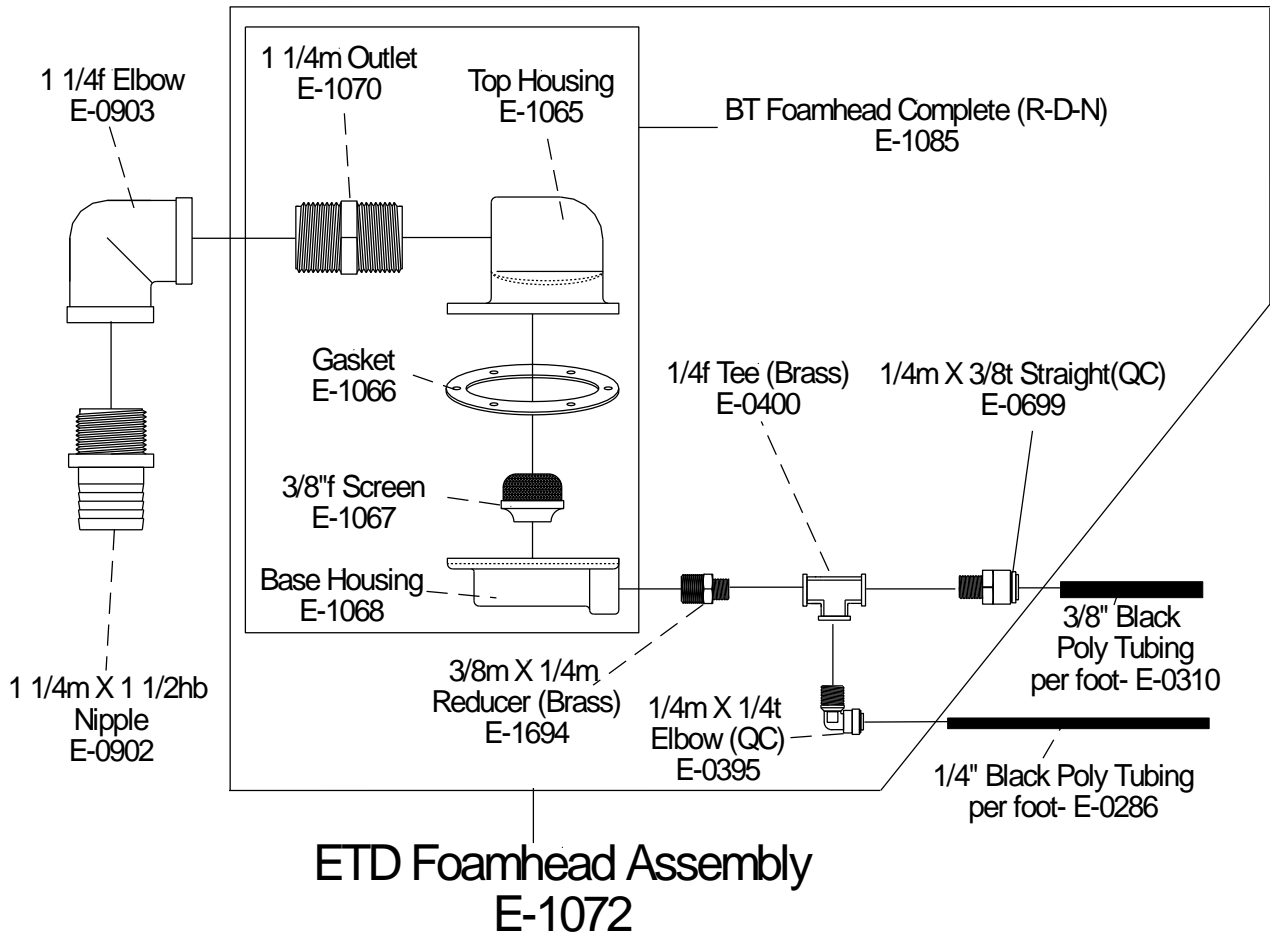 1 1/4f Elbow
E-0903
1 1/4m Outlet
E-1070
Top Housing
E-1065
BT Foamhead Complete (R-D-N)
E-1085
Gasket
E-1066
1/4f Tee (Brass)
E-0400
1/4m X 3/8t Straight(QC)
E-0699
3/8"f Screen
E-1067
Base Housing
E-1068
1 1/4m X 1 1/2hb
Nipple
E-0902
3/8m X 1/4m
Reducer (Brass)
E-1694
1/4m X 1/4t
Elbow (QC)
E-0395
3/8" Black
Poly Tubing
per foot- E-0310
1/4" Black Poly Tubing
per foot- E-0286
ETD Foamhead Assembly
E-1072